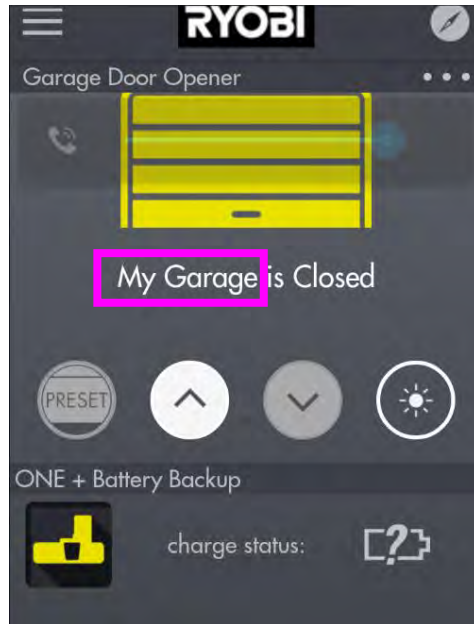 RYOBI
Garage Door Opener
My Garage is Closed
PRESET
ONE + Battery Backup
charge status:
[?]